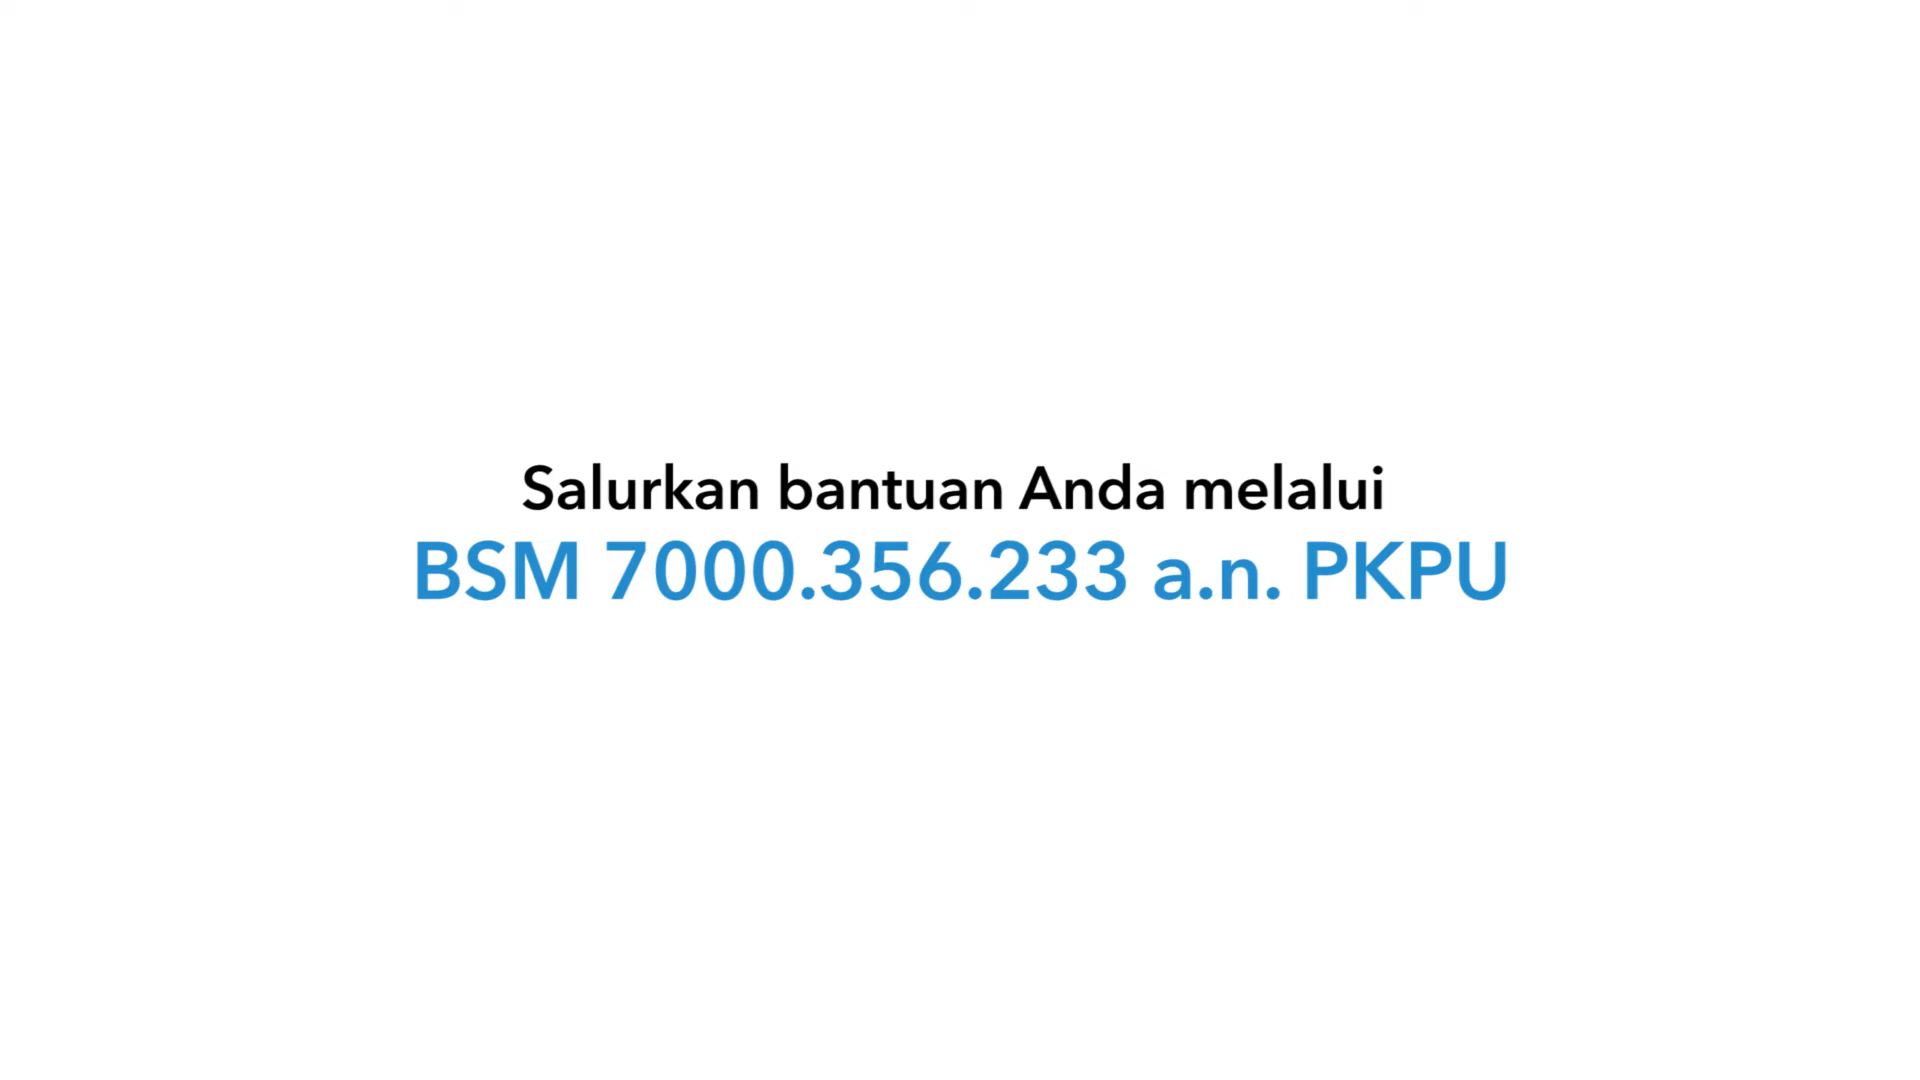 Salurkan bantuan Anda melalui
BSM 7000.356.233 a.n. PKPU